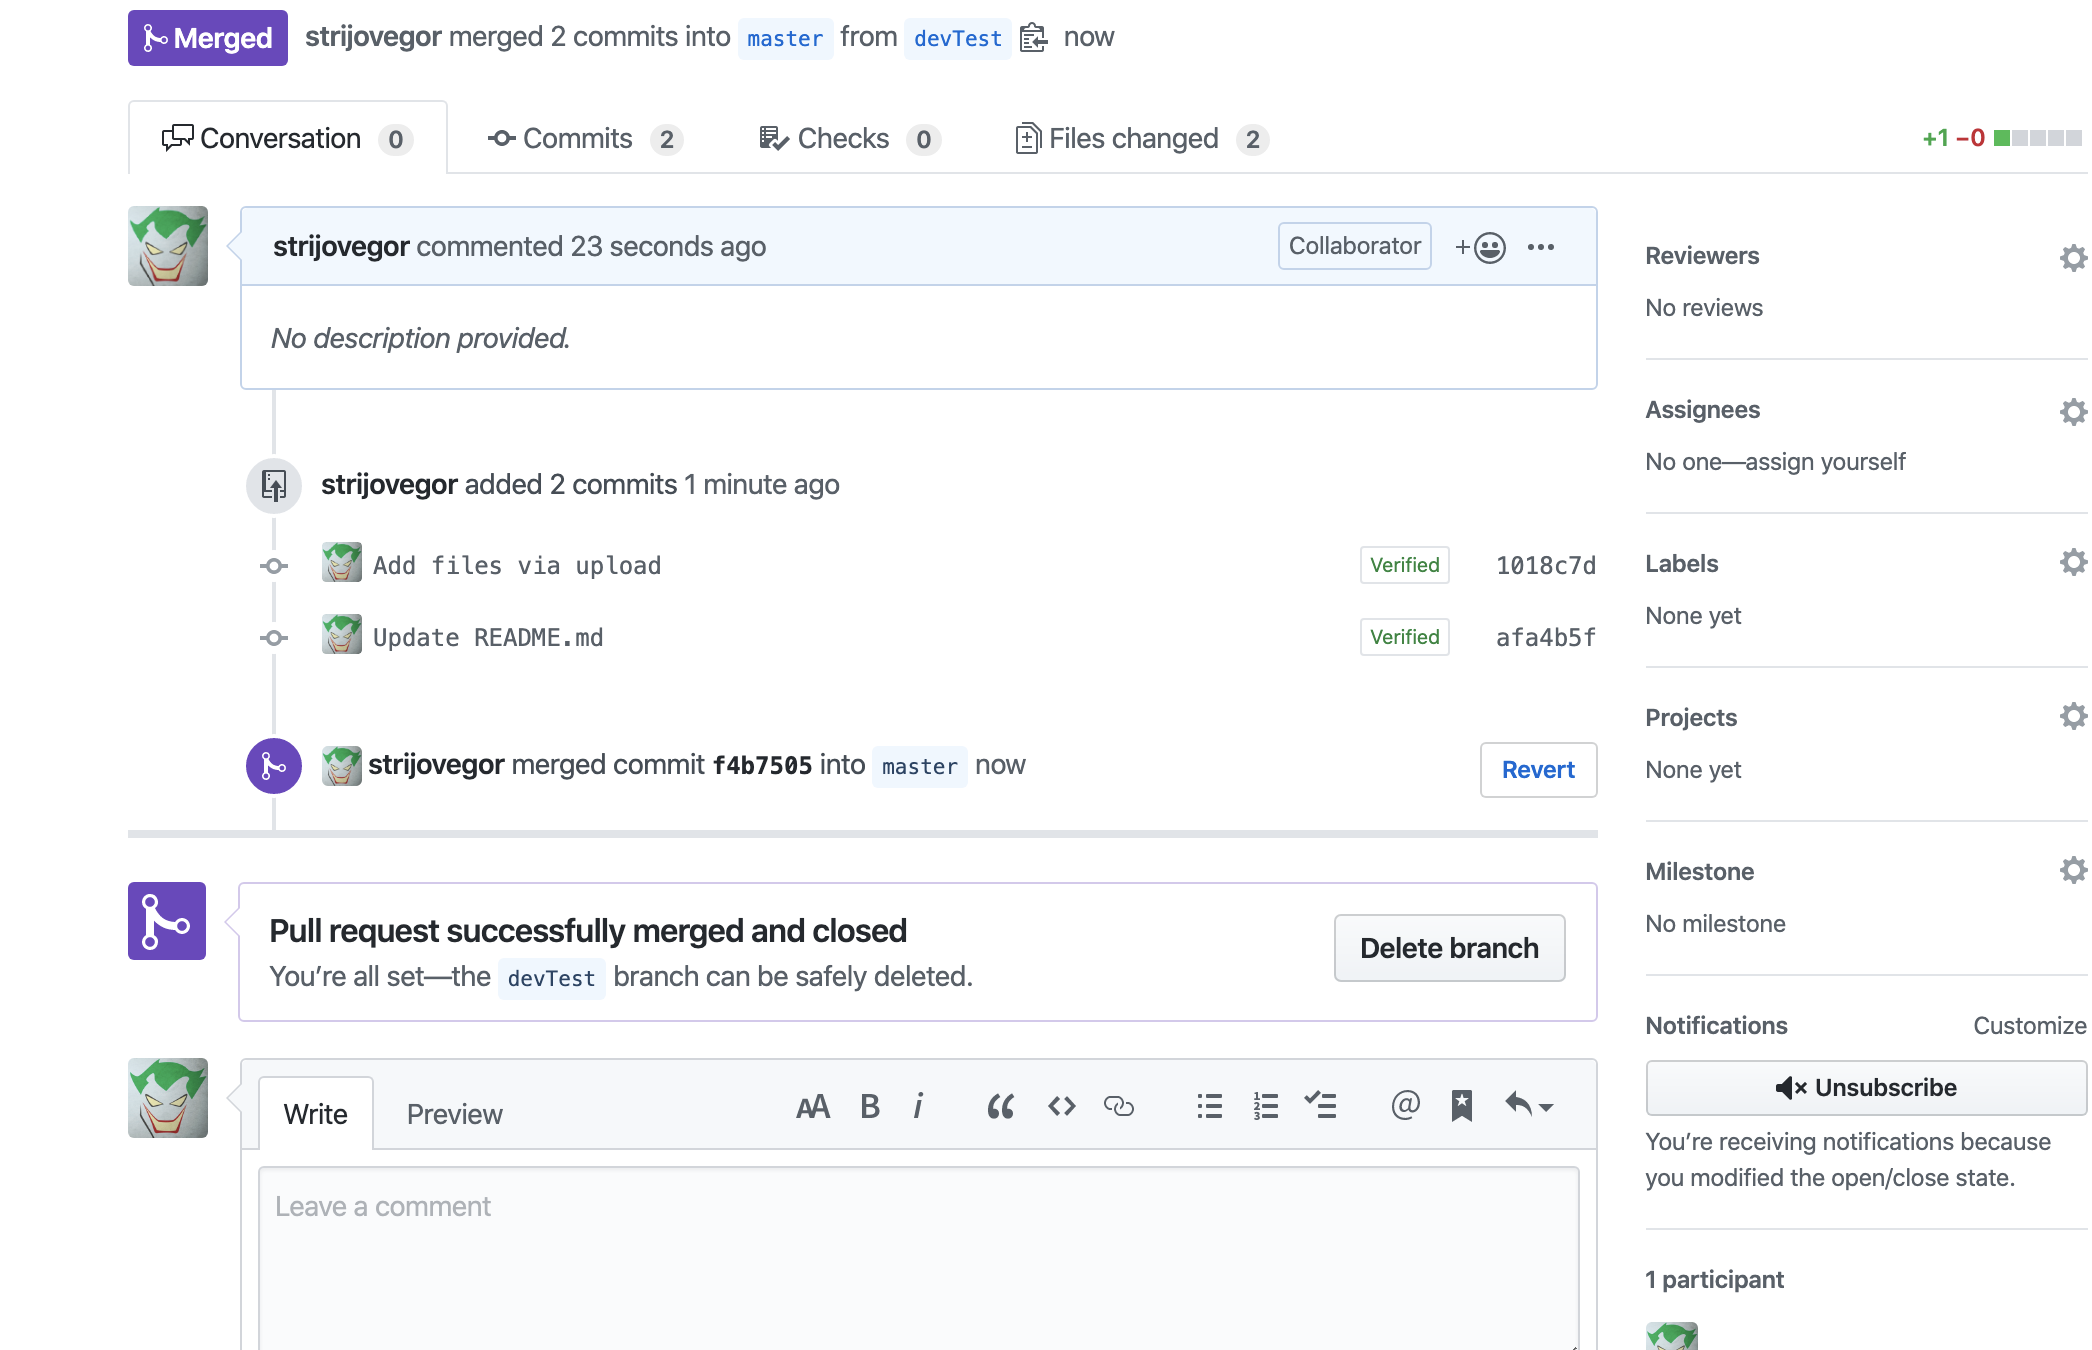 Merged strijovegor merged 2 commits into master from devTest now
Conversation 0 Commits 2 Checks 0 Files changed 2 +1 −0
strijovegor commented 23 seconds ago Collaborator +
No description provided.
strijovegor added 2 commits 1 minute ago
Add files via upload Verified 1018c7d
Update README.md Verified afa4b5f
strijovegor merged commit f4b7505 into master now Revert
Pull request successfully merged and closed
You’re all set—the devTest branch can be safely deleted.
Delete branch
Write Preview AA B i @
Leave a comment
Reviewers
No reviews
Assignees
No one—assign yourself
Labels
None yet
Projects
None yet
Milestone
No milestone
Notifications Customize
Unsubscribe
You’re receiving notifications because
you modified the open/close state.
1 participant